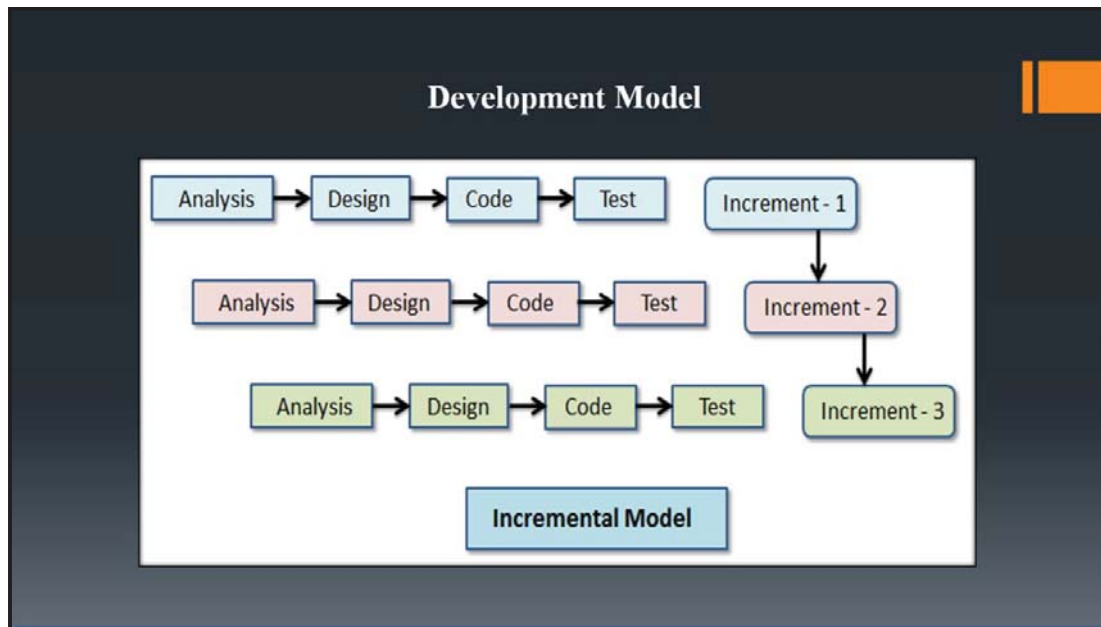 Development Model
Analysis Design Code Test Increment - 1
Analysis Design Code Test Increment - 2
Analysis Design Code Test Increment - 3
Incremental Model